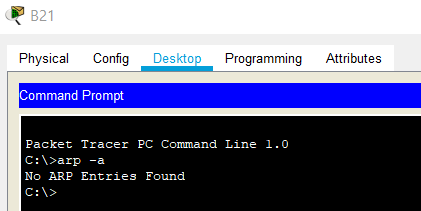 B21
Physical Config Desktop Programming Attributes
Command Prompt
Packet Tracer PC Command Line 1.0
C:\>arp -a
No ARP Entries Found
C:\>